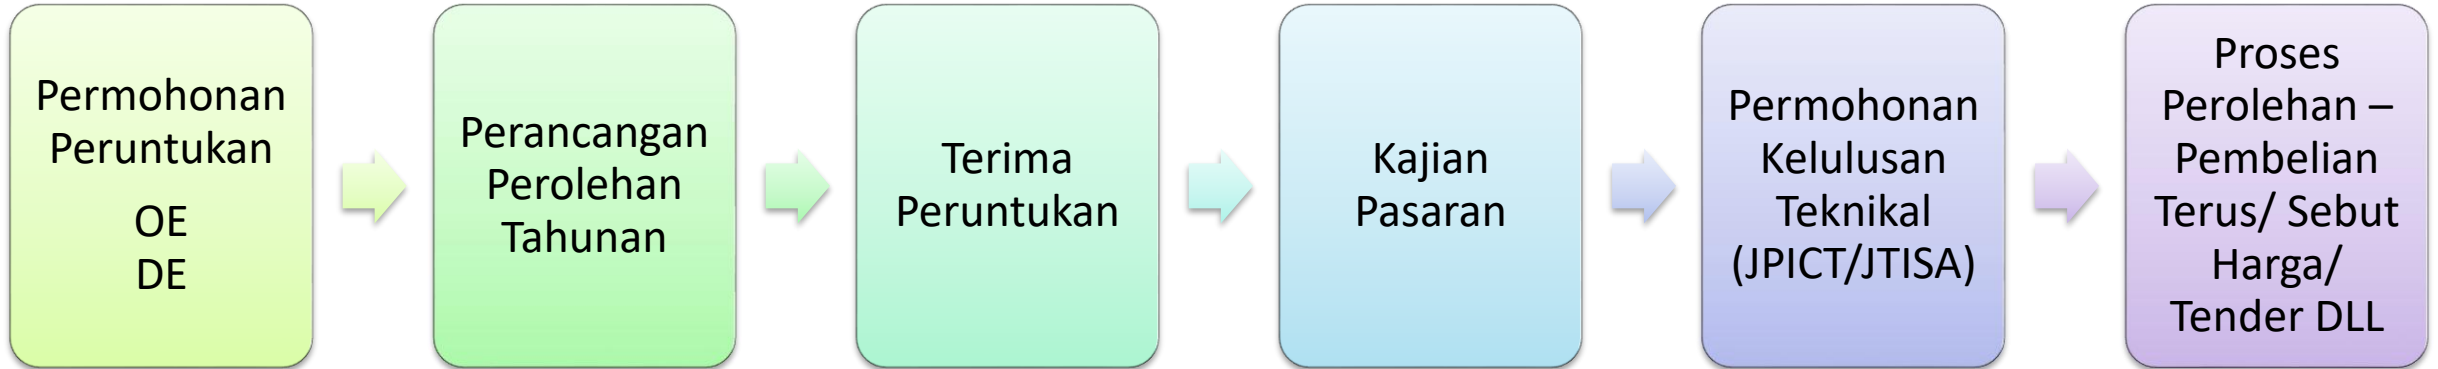 Permohonan
Peruntukan
OE
DE
Perancangan
Perolehan
Tahunan
Terima
Peruntukan
Kajian
Pasaran
Permohonan
Kelulusan
Teknikal
(JPICT/JTISA)
Proses
Perolehan –
Pembelian
Terus/ Sebut
Harga/
Tender DLL